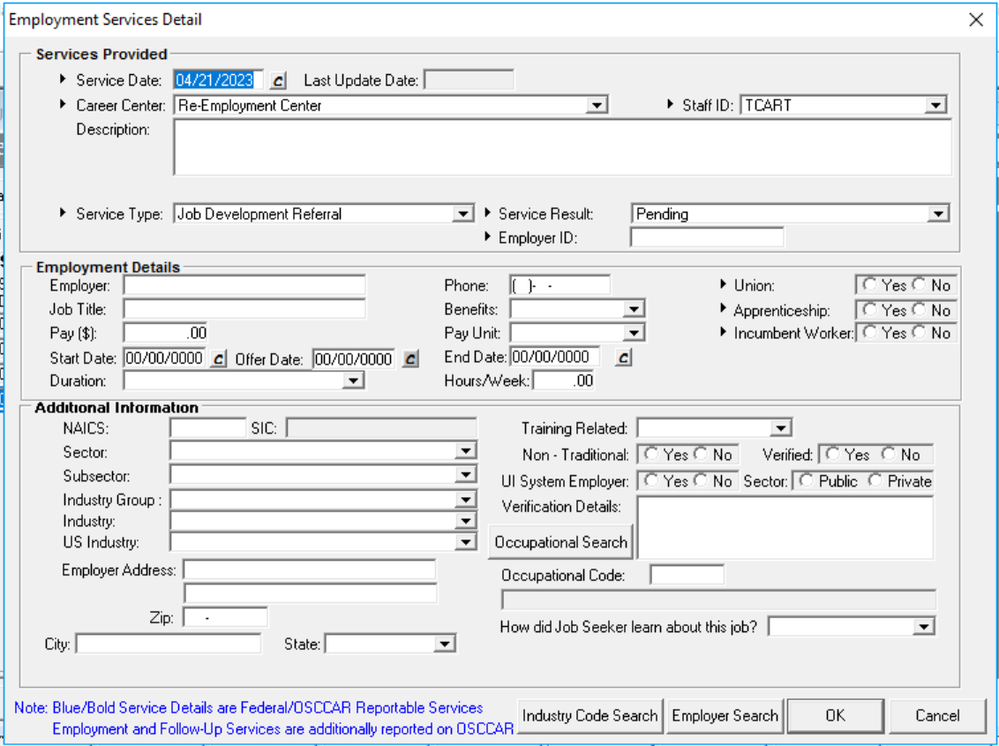 Employment Services Detail
Services Provided
Service Date: 04/21/2023 C Last Update Date:
Career Center: Re-Employment Center Staff ID: TCART
Description:
Service Type: Job Development Referral Service Result: Pending
Employer ID:
Employment Details
Employer: Phone: ( )- - Union: Yes No
Job Title: Benefits: Apprenticeship: Yes No
Pay ($): .00 Pay Unit: Incumbent Worker: Yes No
Start Date: 00/00/0000 C Offer Date: 00/00/0000 C End Date: 00/00/0000 C
Duration: Hours/Week: .00
Additional Information
NAICS: SIC: Training Related:
Sector: Non - Traditional: Yes No Verified: Yes No
Subsector: UI System Employer: Yes No Sector: Public Private
Industry Group : Verification Details:
Industry:
US Industry: Occupational Search
Employer Address: Occupational Code:
Zip: -
How did Job Seeker learn about this job?
City: State:
Note: Blue/Bold Service Details are Federal/OSCCAR Reportable Services
Employment and Follow-Up Services are additionally reported on OSCCAR
Industry Code Search Employer Search OK Cancel